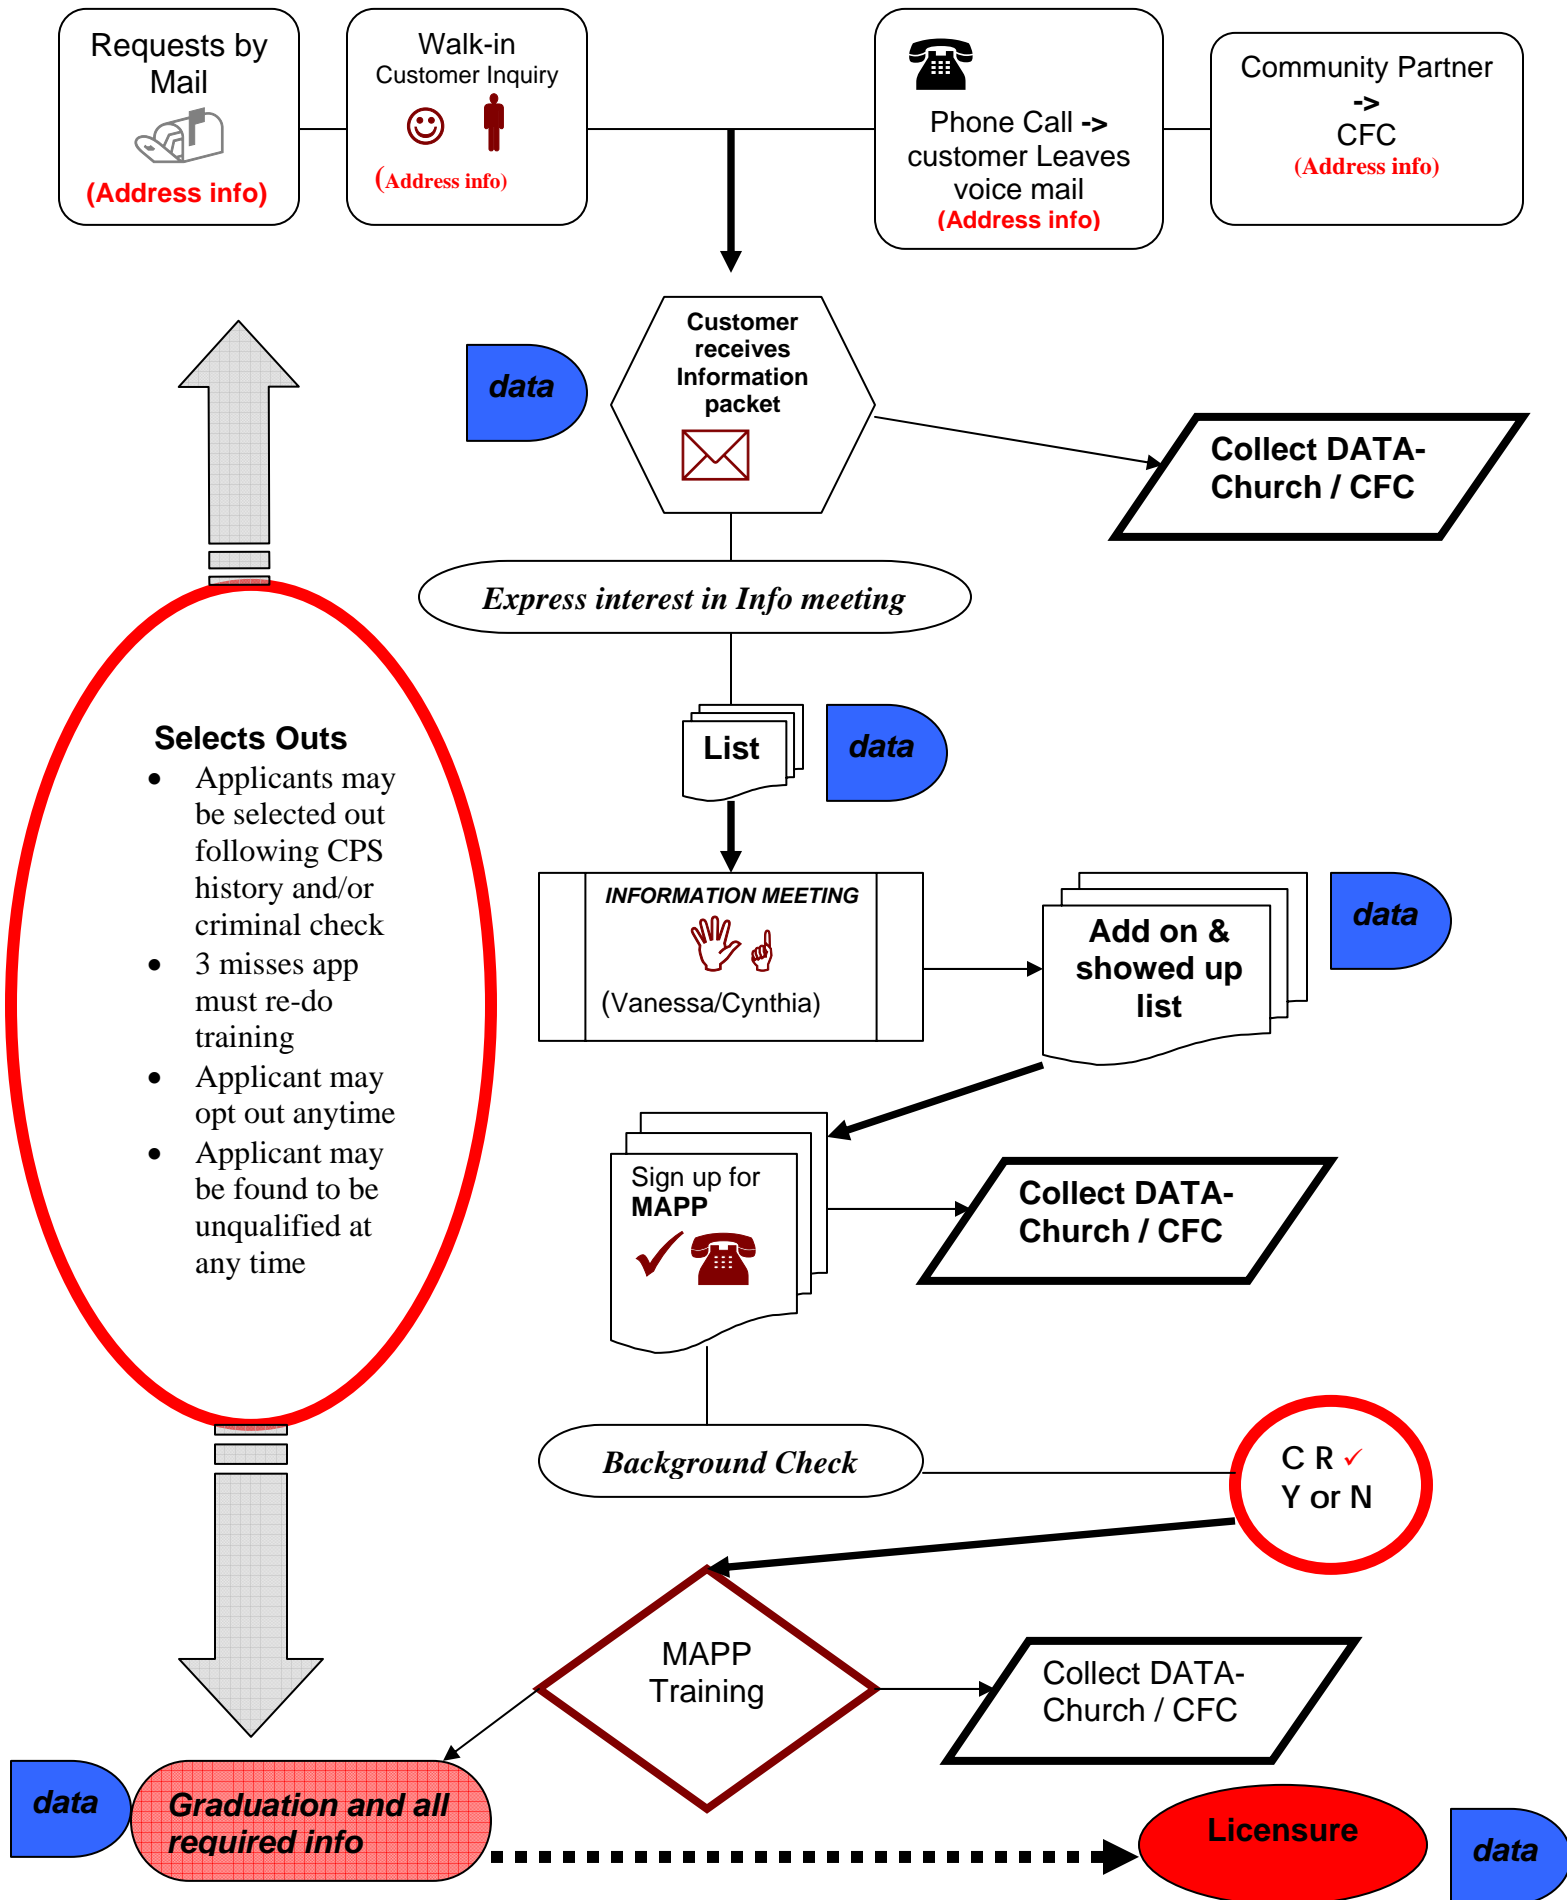 Requests by
Mail
(Address info)
Walk-in
Customer Inquiry
(Address info)
Phone Call ->
customer Leaves
voice mail
(Address info)
Community Partner
->
CFC
(Address info)
Customer
receives
Information
packet
data
Collect DATA-
Church / CFC
Express interest in Info meeting
List
data
Selects Outs
• Applicants may
be selected out
following CPS
history and/or
criminal check
• 3 misses app
must re-do
training
• Applicant may
opt out anytime
• Applicant may
be found to be
unqualified at
any time
INFORMATION MEETING
(Vanessa/Cynthia)
Add on &
showed up
list
data
Sign up for
MAPP
Collect DATA-
Church / CFC
Background Check
C R ✓
Y or N
MAPP
Training
Collect DATA-
Church / CFC
data
Graduation and all
required info
Licensure
data